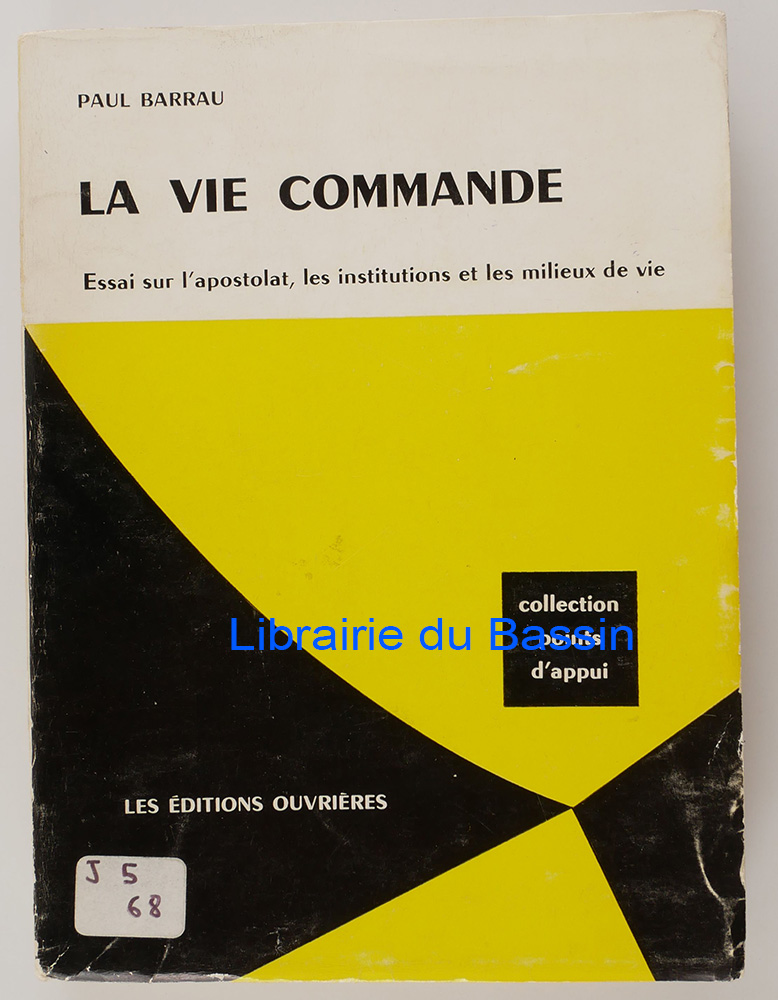 PAUL BARRAU
LA VIE COMMANDE
Essai sur l'apostolat, les institutions et les milieux de vie
collection
points
d'appui
Librairie du Bassin
LES ÉDITIONS OUVRIÈRES
J 5
68